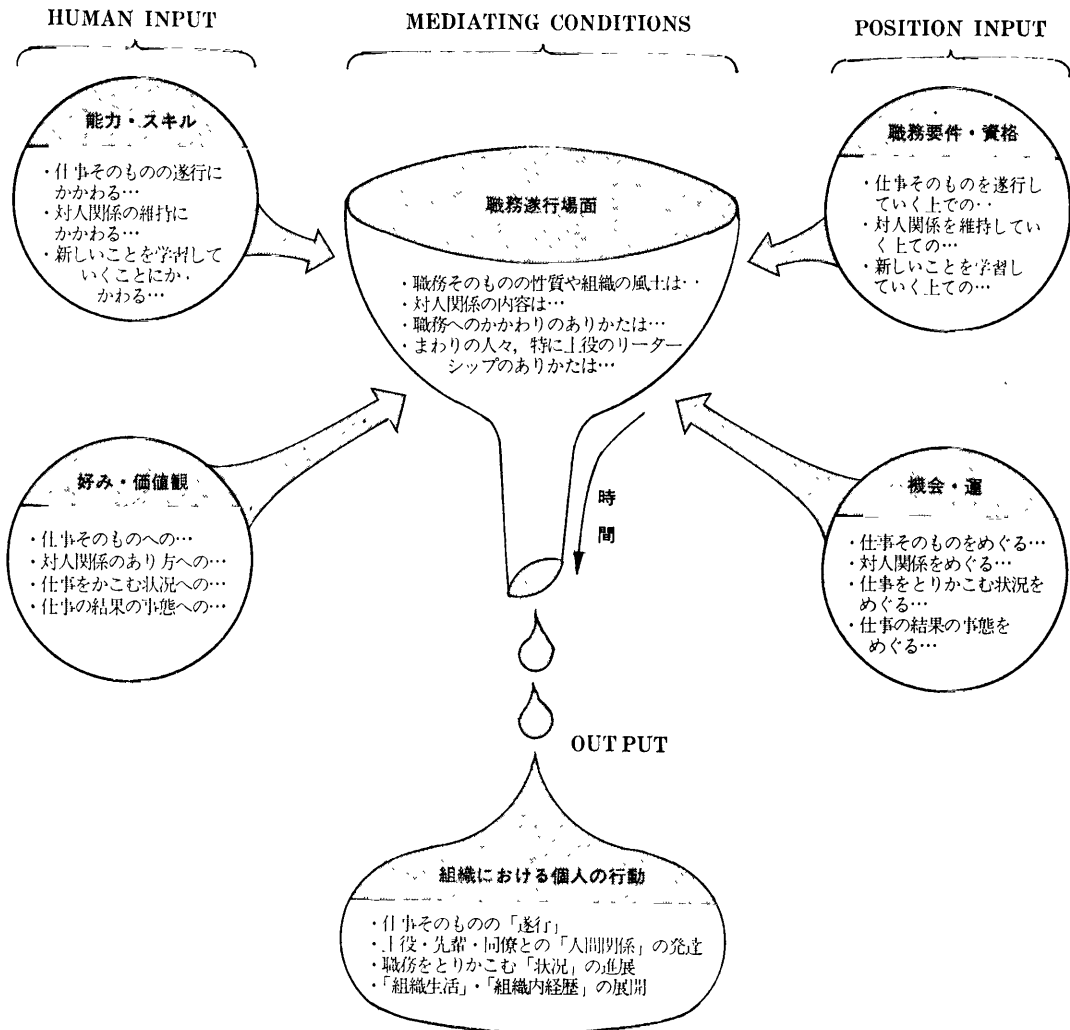 HUMAN INPUT
MEDIATING CONDITIONS
POSITION INPUT
能力・スキル
・仕事そのものの遂行に
かかわる…
・対人関係の維持に
かかわる…
・新しいことを学習して
いくことにか
かわる…
職務遂行場面
・職務そのものの性質や組織の風土は‥
・対人関係の内容は…
・職務へのかかわりのありかたは…
・まわりの人々，特に上役のリーダー
シップのありかたは…
職務要件・資格
・仕事そのものを遂行し
ていく上での‥
・対人関係を維持してい
く上での…
・新しいことを学習し
ていく上での…
好み・価値観
・仕事そのものへの…
・対人関係のあり方への…
・仕事をかこむ状況への…
・仕事の結果の事態への…
時
間
機会・運
・仕事そのものをめぐる…
・対人関係をめぐる…
・仕事をとりかこむ状況を
めぐる…
・仕事の結果の事態を
めぐる…
OUTPUT
組織における個人の行動
・仕事そのものの「遂行」
・上役・先輩・同僚との「人間関係」の発達
・職務をとりかこむ「状況」の進展
・「組織生活」・「組織内経歴」の展開